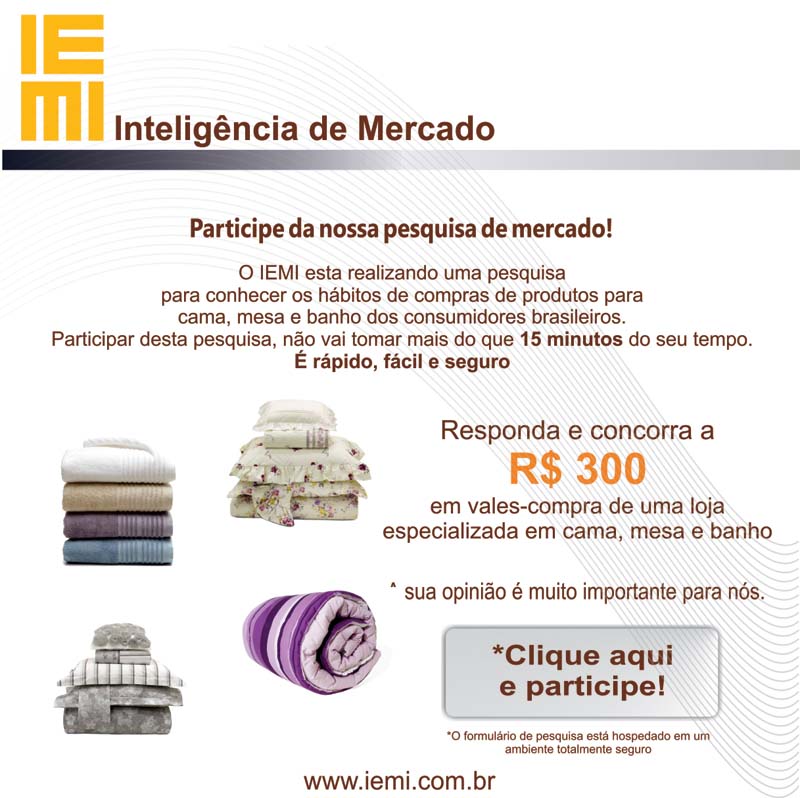 IE
MI
Inteligência de Mercado
Participe da nossa pesquisa de mercado!
O IEMI esta realizando uma pesquisa
para conhecer os hábitos de compras de produtos para
cama, mesa e banho dos consumidores brasileiros.
Participar desta pesquisa, não vai tomar mais do que 15 minutos do seu tempo.
É rápido, fácil e seguro
Responda e concorra a
R$ 300
em vales-compra de uma loja
especializada em cama, mesa e banho
sua opinião é muito importante para nós.
*Clique aqui
e participe!
*O formulário de pesquisa está hospedado em um
ambiente totalmente seguro
www.iemi.com.br